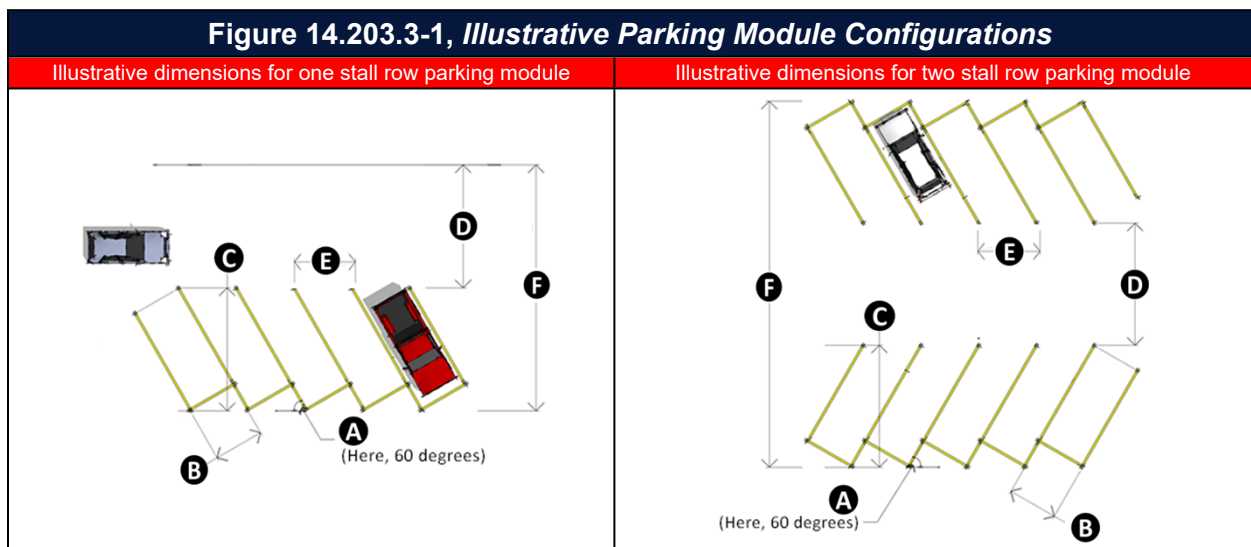 Figure 14.203.3-1, Illustrative Parking Module Configurations
Illustrative dimensions for one stall row parking module
Illustrative dimensions for two stall row parking module
D
C
E
F
A
(Here, 60 degrees)
B
E
F
D
C
A
(Here, 60 degrees)
B